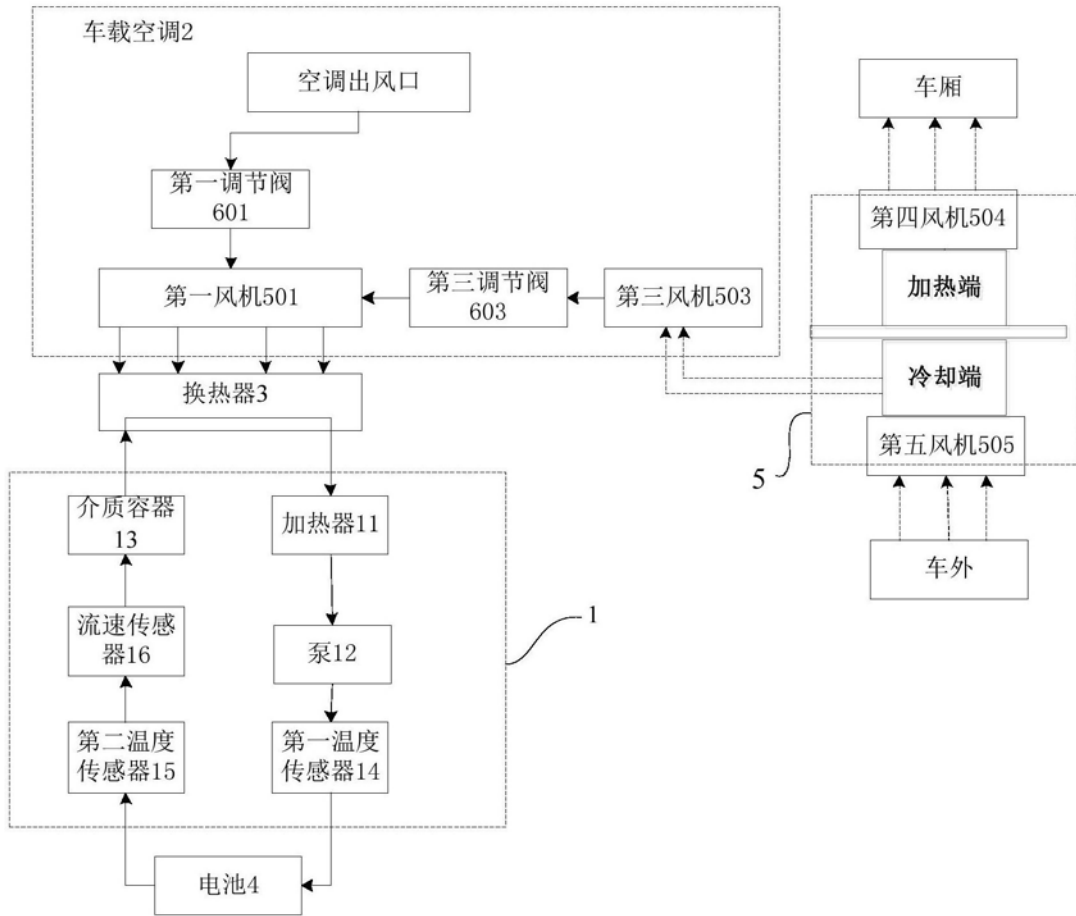 车载空调2
空调出风口
车厢
第一调节阀
601
第四风机504
加热端
第一风机501
第三调节阀
603
第三风机503
冷却端
换热器3
第五风机505
5
介质容器
13
加热器11
车外
1
流速传感
器16
泵12
第二温度
传感器15
第一温度
传感器14
电池4